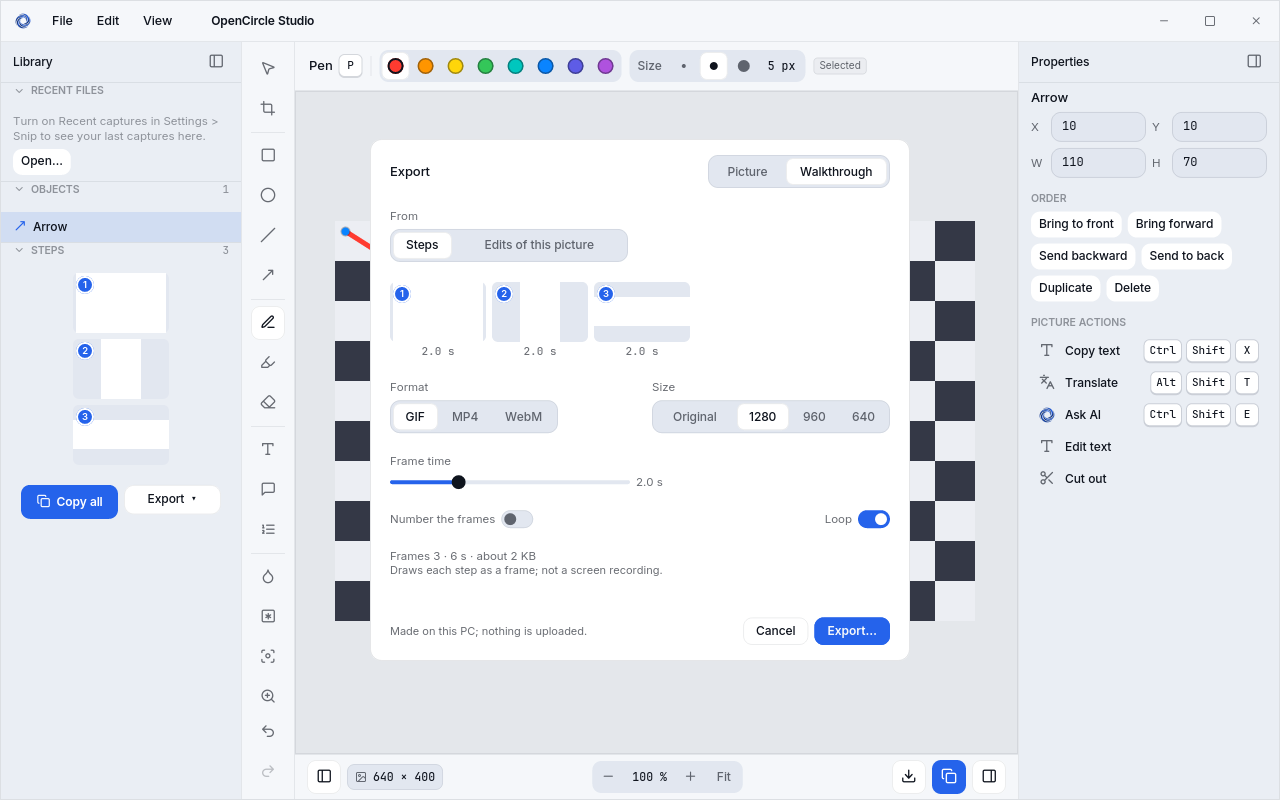 File Edit View OpenCircle Studio
Library
Pen P Size 5 px Selected
Properties
RECENT FILES
Turn on Recent captures in Settings >
Snip to see your last captures here.
Open...
OBJECTS 1
Arrow
STEPS 3
1
2
3
Copy all Export
Export Picture Walkthrough
From
Steps Edits of this picture
1 2 3
2.0 s 2.0 s 2.0 s
Format Size
GIF MP4 WebM Original 1280 960 640
Frame time
2.0 s
Number the frames Loop
Frames 3 · 6 s · about 2 KB
Draws each step as a frame; not a screen recording.
Made on this PC; nothing is uploaded. Cancel Export...
Arrow
X 10 Y 10
W 110 H 70
ORDER
Bring to front Bring forward
Send backward Send to back
Duplicate Delete
PICTURE ACTIONS
Copy text Ctrl Shift X
Translate Alt Shift T
Ask AI Ctrl Shift E
Edit text
Cut out
640 × 400 100 % Fit